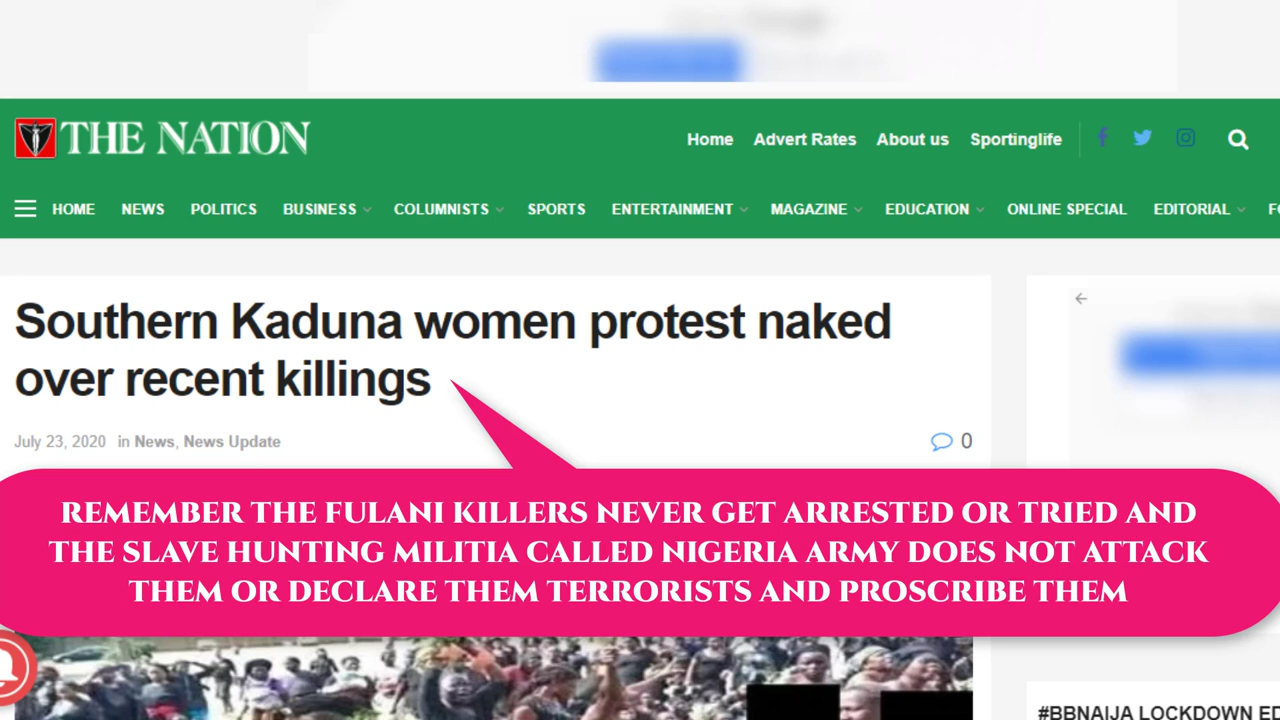 THE NATION
Home Advert Rates About us Sportinglife
HOME NEWS POLITICS BUSINESS COLUMNISTS SPORTS ENTERTAINMENT MAGAZINE EDUCATION ONLINE SPECIAL EDITORIAL
Southern Kaduna women protest naked
over recent killings
July 23, 2020 in News, News Update 0
REMEMBER THE FULANI KILLERS NEVER GET ARRESTED OR TRIED AND
THE SLAVE HUNTING MILITIA CALLED NIGERIA ARMY DOES NOT ATTACK
THEM OR DECLARE THEM TERRORISTS AND PROSCRIBE THEM
#BBNAIJA LOCKDOWN